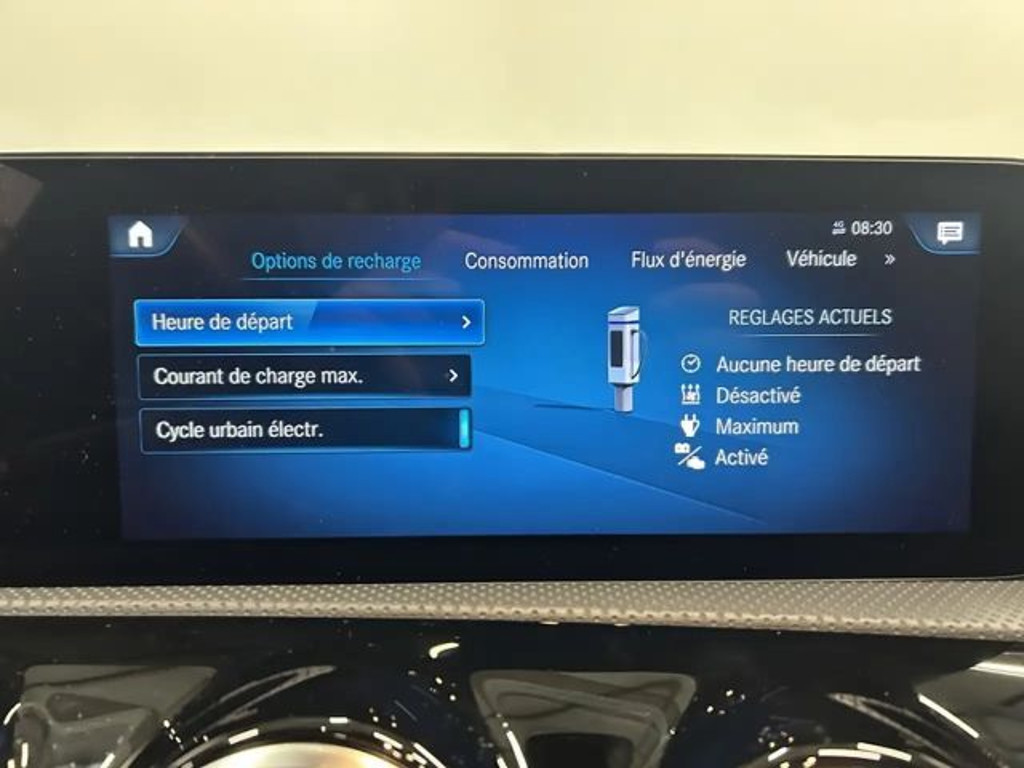 4G 08:30
Options de recharge Consommation Flux d'énergie Véhicule »
Heure de départ
Courant de charge max.
Cycle urbain électr.
REGLAGES ACTUELS
Aucune heure de départ
Désactivé
Maximum
Activé